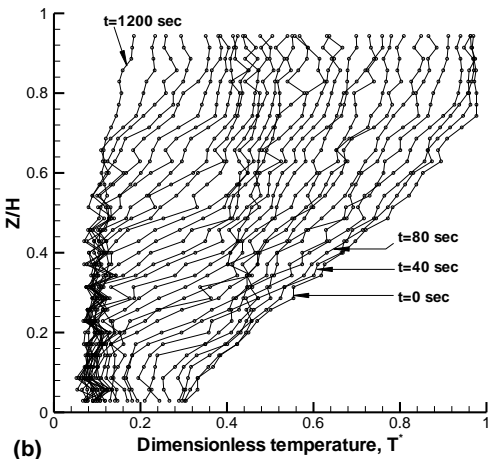 t=1200 sec
1
0.8
0.6
0.4
0.2
0
Z/H
t=80 sec
t=40 sec
t=0 sec
0 0.2 0.4 0.6 0.8 1
(b) Dimensionless temperature, T*